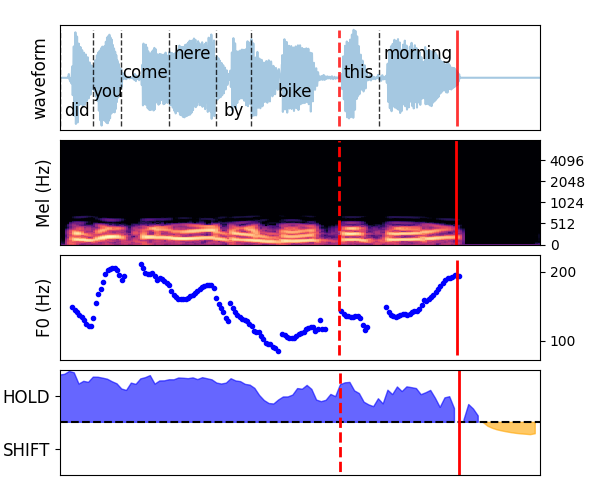 waveform
did
you
come
here
by
bike
this
morning
Mel (Hz)
4096
2048
1024
512
0
F0 (Hz)
200
100
HOLD
SHIFT